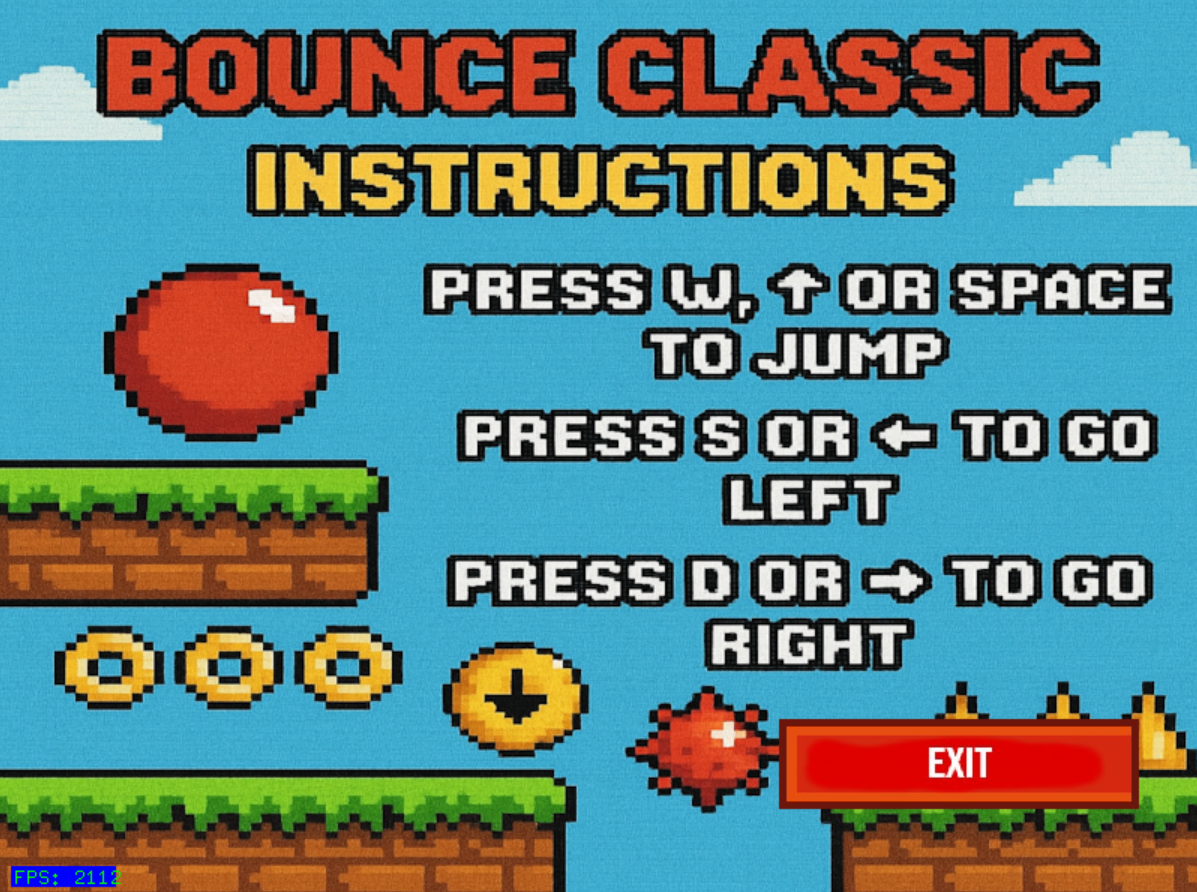 BOUNCE CLASSIC
INSTRUCTIONS
PRESS W, ↑ OR SPACE
TO JUMP
PRESS S OR ← TO GO
LEFT
PRESS D OR → TO GO
RIGHT
EXIT
FPS: 2112